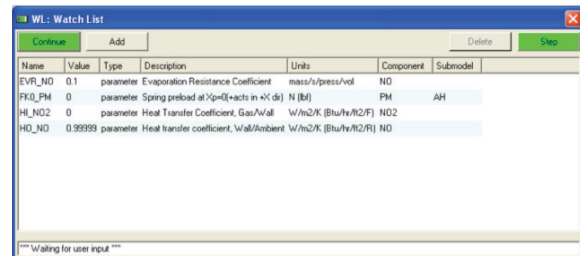 WL: Watch List
Continue Add Delete Step
Name Value Type Description Units Component Submodel
EVR_NO 0.1 parameter Evaporation Resistance Coefficient mass/s/press/vol NO
FK0_PM 0 parameter Spring preload at Xp=0(+acts in +X dir) N (lbf) PM AH
HI_NO2 0 parameter Heat Transfer Coefficient, Gas/Wall W/m2/K (Btu/hr/ft2/F) NO2
HO_NO 0.99999 parameter Heat transfer coefficient, Wall/Ambient W/m2/K (Btu/hr/ft2/R) NO
*** Waiting for user input ***